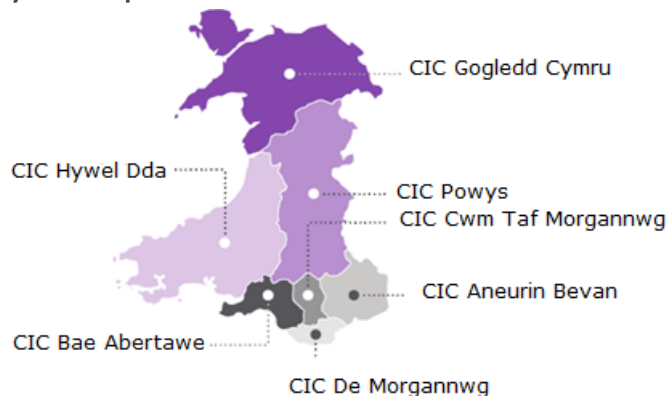 CIC Gogledd Cymru
CIC Hywel Dda
CIC Powys
CIC Cwm Taf Morgannwg
CIC Aneurin Bevan
CIC Bae Abertawe
CIC De Morgannwg